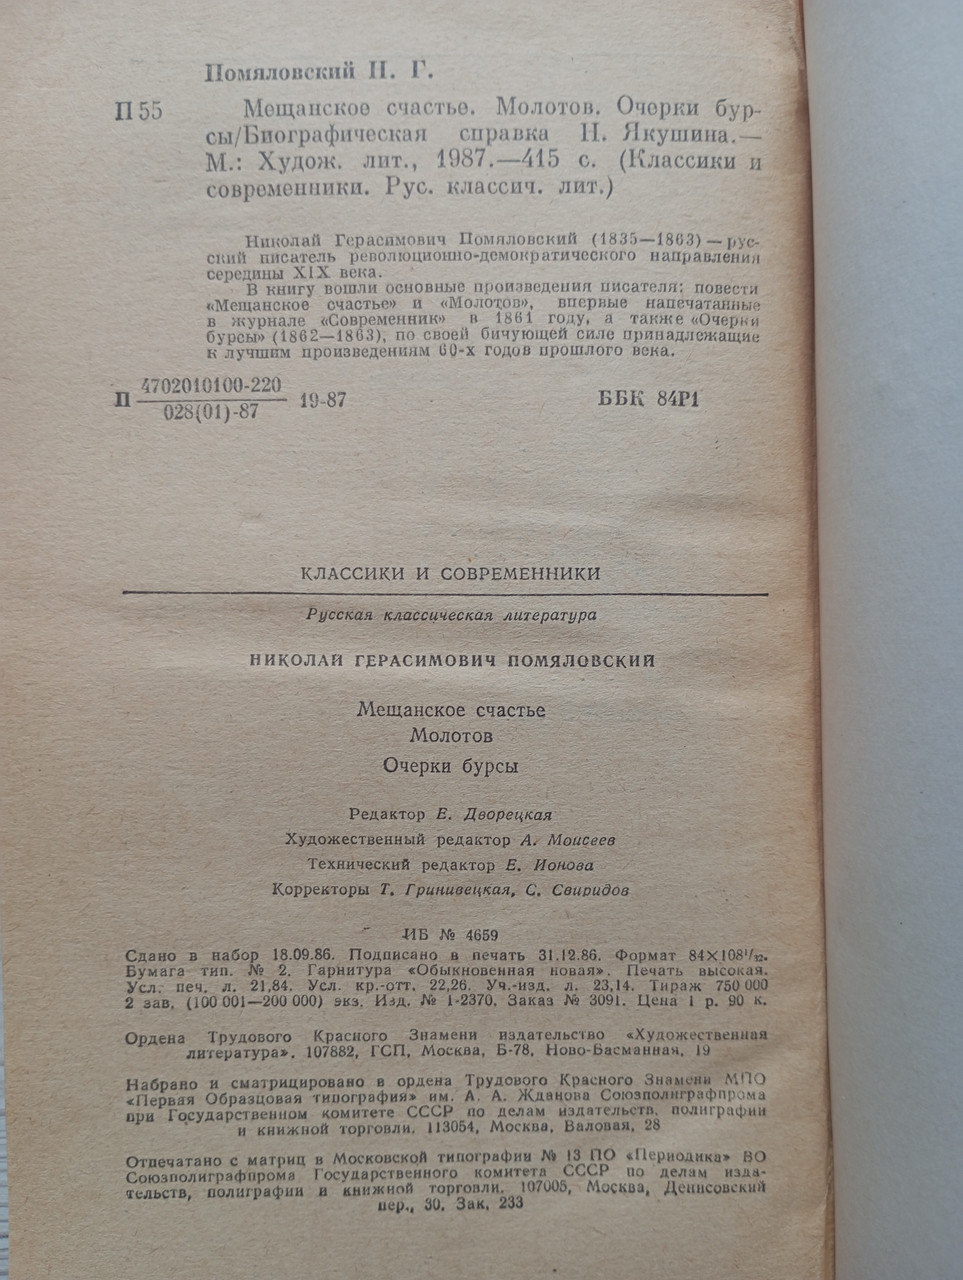 Помяловский Н. Г.
П 55 Мещанское счастье. Молотов. Очерки бур-
сы/Биографическая справка Н. Якушина.—
М.: Худож. лит., 1987.—415 с. (Классики и
современники. Рус. классич. лит.)
Николай Герасимович Помяловский (1835—1863) — рус-
ский писатель революционно-демократического направления
середины XIX века.
В книгу вошли основные произведения писателя: повести
«Мещанское счастье» и «Молотов», впервые напечатанные
в журнале «Современник» в 1861 году, а также «Очерки
бурсы» (1862—1863), по своей бичующей силе принадлежащие
к лучшим произведениям 60-х годов прошлого века.
П 4702010100-220 19-87 ББК 84Р1
028(01)-87
КЛАССИКИ И СОВРЕМЕННИКИ
Русская классическая литература
НИКОЛАЙ ГЕРАСИМОВИЧ ПОМЯЛОВСКИЙ
Мещанское счастье
Молотов
Очерки бурсы
Редактор Е. Дворецкая
Художественный редактор А. Моисеев
Технический редактор Е. Ионова
Корректоры Т. Гринивецкая, С. Свиридов
ИБ № 4659
Сдано в набор 18.09.86. Подписано в печать 31.12.86. Формат 84×108¹/₃₂.
Бумага тип. № 2. Гарнитура «Обыкновенная новая». Печать высокая.
Усл. печ. л. 21,84. Усл. кр.-отт. 22,26. Уч.-изд. л. 23,14. Тираж 750 000
2 зав. (100 001—200 000) экз. Изд. № 1-2370. Заказ № 3091. Цена 1 р. 90 к.
Ордена Трудового Красного Знамени издательство «Художественная
литература». 107882, ГСП, Москва, Б-78, Ново-Басманная, 19
Набрано и сматрицировано в ордена Трудового Красного Знамени МПО
«Первая Образцовая типография» им. А. А. Жданова Союзполиграфпрома
при Государственном комитете СССР по делам издательств, полиграфии
и книжной торговли. 113054, Москва, Валовая, 28
Отпечатано с матриц в Московской типографии № 13 ПО «Периодика» ВО
Союзполиграфпрома Государственного комитета СССР по делам изда-
тельств, полиграфии и книжной торговли. 107005, Москва, Денисовский
пер., 30. Зак. 233